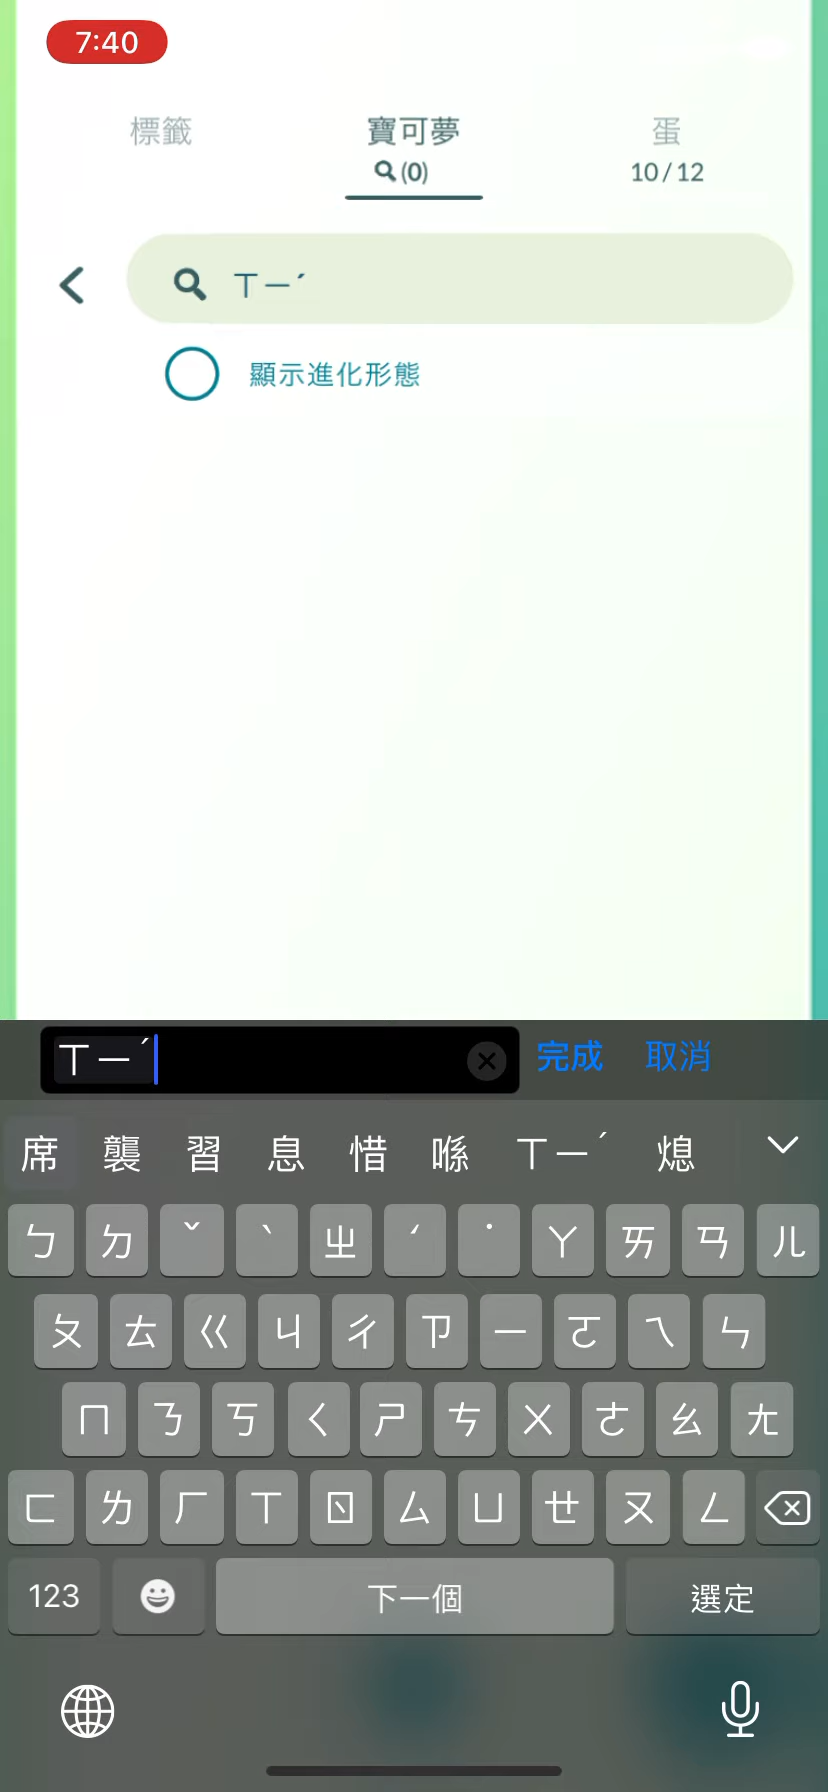 7:40
標籤 寶可夢 蛋
(0) 10 / 12
ㄒㄧˊ
顯示進化形態
ㄒㄧˊ 完成 取消
席 襲 習 息 惜 喺 ㄒㄧˊ 熄
ㄅ ㄉ ˇ ˋ ㄓ ˊ ˙ ㄚ ㄞ ㄢ ㄦ
ㄆ ㄊ ㄍ ㄐ ㄔ ㄗ ㄧ ㄛ ㄟ ㄣ
ㄇ ㄋ ㄎ ㄑ ㄕ ㄘ ㄨ ㄜ ㄠ ㄤ
ㄈ ㄌ ㄏ ㄒ ㄖ ㄙ ㄩ ㄝ ㄡ ㄥ
123 下一個 選定